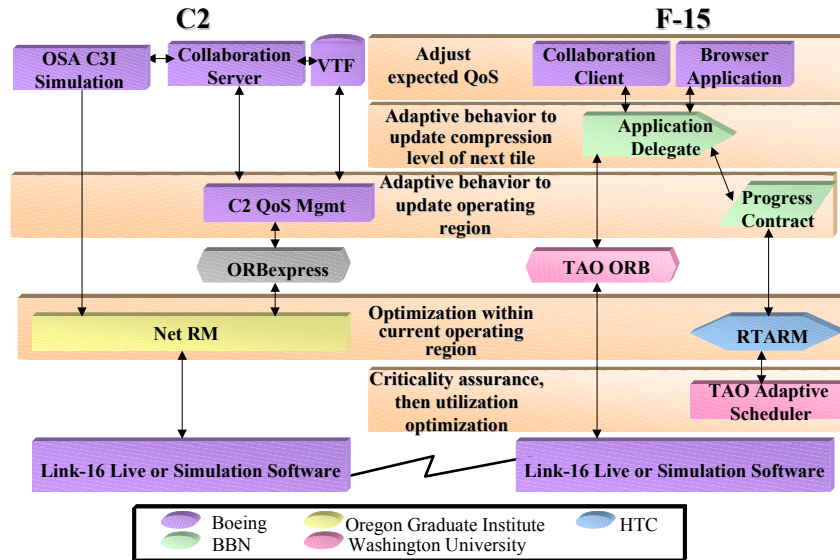 C2
F-15
OSA C3I
Simulation
Collaboration
Server
VTF
Adjust
expected QoS
Collaboration
Client
Browser
Application
Adaptive behavior to
update compression
level of next tile
Application
Delegate
C2 QoS Mgmt
Adaptive behavior to
update operating
region
Progress
Contract
ORBexpress
TAO ORB
Net RM
Optimization within
current operating
region
RTARM
Criticality assurance,
then utilization
optimization
TAO Adaptive
Scheduler
Link-16 Live or Simulation Software
Link-16 Live or Simulation Software
Boeing
Oregon Graduate Institute
HTC
BBN
Washington University